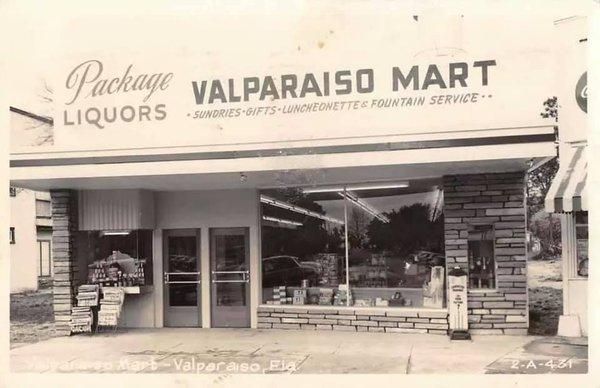 Package
LIQUORS
VALPARAISO MART
· SUNDRIES · GIFTS · LUNCHEONETTE & FOUNTAIN SERVICE · ·
Valparaiso Mart - Valparaiso, Fla.
2-A-431